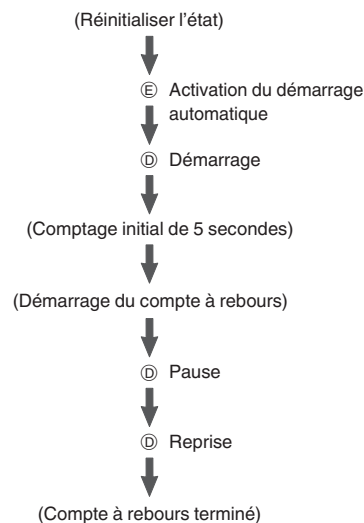 (Réinitialiser l’état)
Ⓔ Activation du démarrage
automatique
Ⓓ Démarrage
(Comptage initial de 5 secondes)
(Démarrage du compte à rebours)
Ⓓ Pause
Ⓓ Reprise
(Compte à rebours terminé)